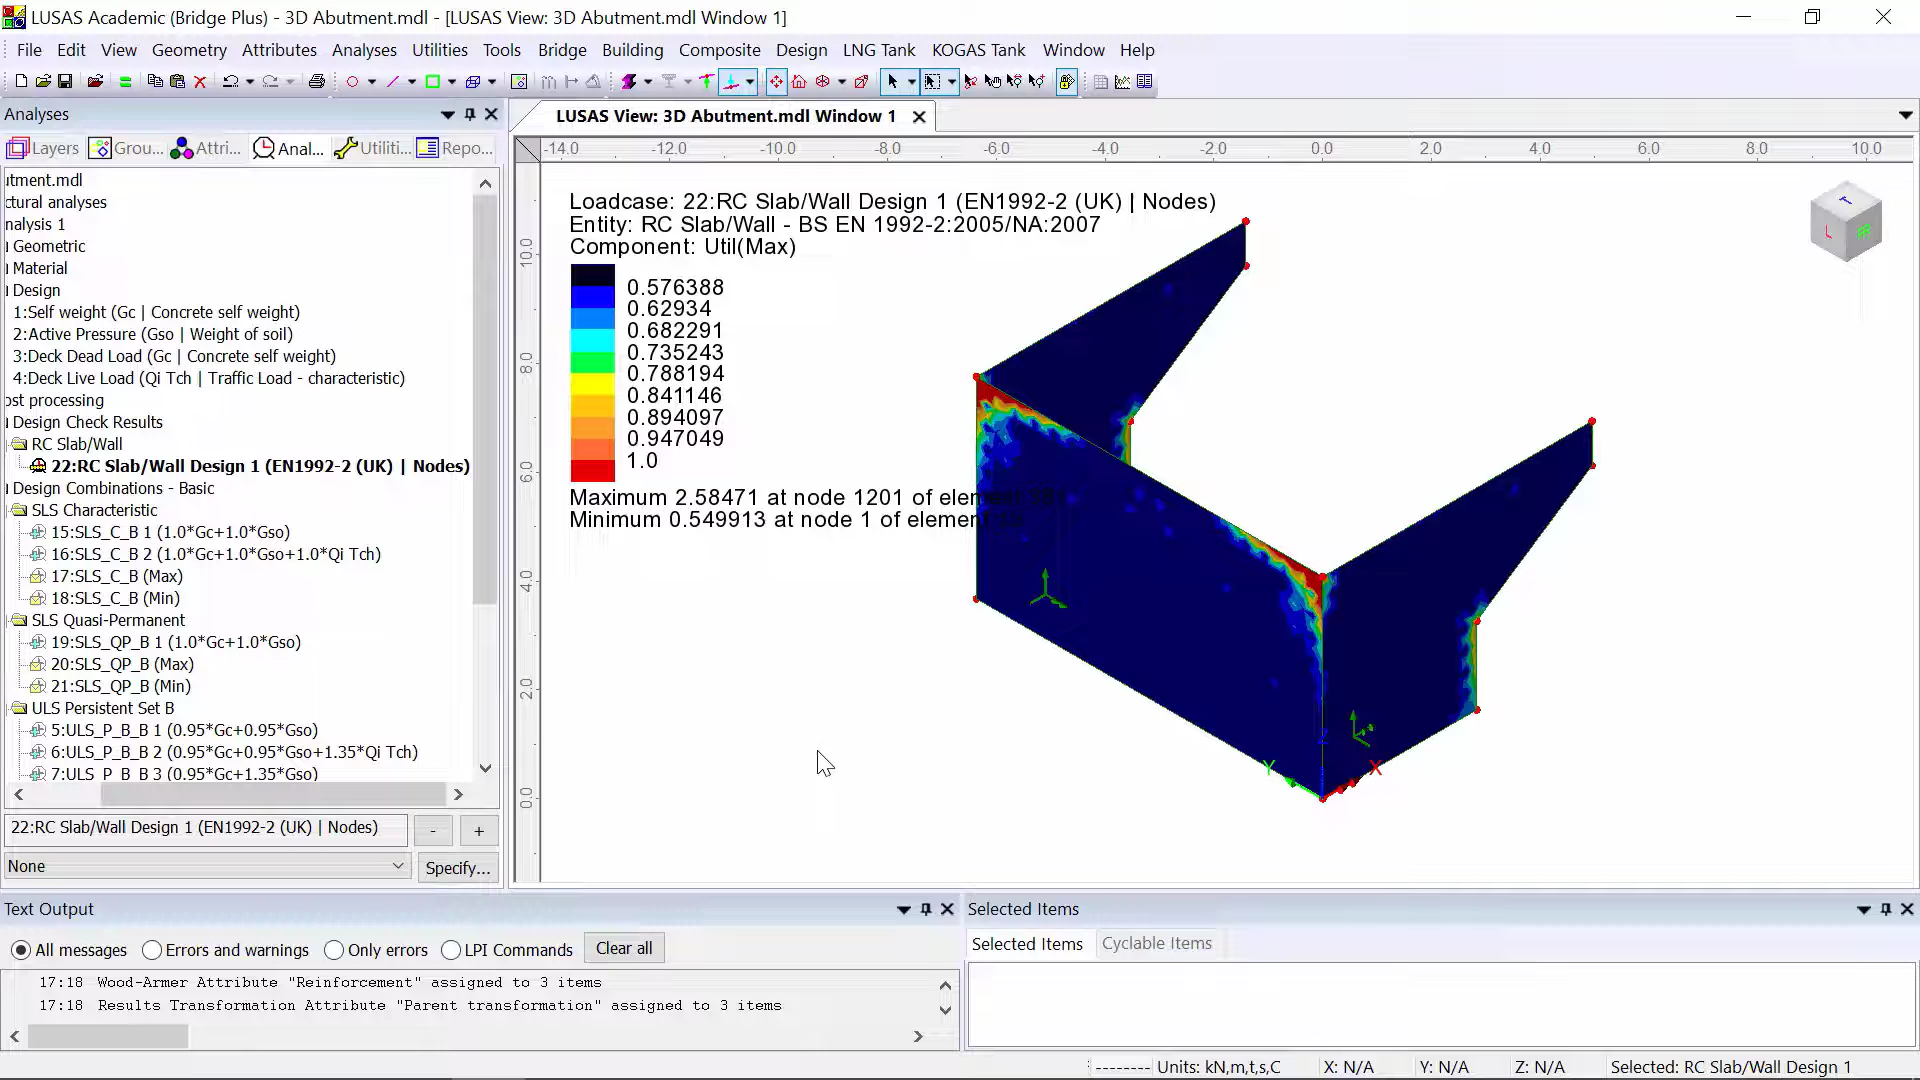 LUSAS Academic (Bridge Plus) - 3D Abutment.mdl - [LUSAS View: 3D Abutment.mdl Window 1]
File Edit View Geometry Attributes Analyses Utilities Tools Bridge Building Composite Design LNG Tank KOGAS Tank Window Help
Analyses
Layers Grou... Attri... Anal... Utiliti... Repo...
utment.mdl
ctural analyses
nalysis 1
Geometric
Material
Design
1:Self weight (Gc | Concrete self weight)
2:Active Pressure (Gso | Weight of soil)
3:Deck Dead Load (Gc | Concrete self weight)
4:Deck Live Load (Qi Tch | Traffic Load - characteristic)
ost processing
Design Check Results
RC Slab/Wall
22:RC Slab/Wall Design 1 (EN1992-2 (UK) | Nodes)
Design Combinations - Basic
SLS Characteristic
15:SLS_C_B 1 (1.0*Gc+1.0*Gso)
16:SLS_C_B 2 (1.0*Gc+1.0*Gso+1.0*Qi Tch)
17:SLS_C_B (Max)
18:SLS_C_B (Min)
SLS Quasi-Permanent
19:SLS_QP_B 1 (1.0*Gc+1.0*Gso)
20:SLS_QP_B (Max)
21:SLS_QP_B (Min)
ULS Persistent Set B
5:ULS_P_B_B 1 (0.95*Gc+0.95*Gso)
6:ULS_P_B_B 2 (0.95*Gc+0.95*Gso+1.35*Qi Tch)
7:ULS_P_B_B 3 (0.95*Gc+1.35*Gso)
22:RC Slab/Wall Design 1 (EN1992-2 (UK) | Nodes) - +
None Specify...
LUSAS View: 3D Abutment.mdl Window 1
-14.0 -12.0 -10.0 -8.0 -6.0 -4.0 -2.0 0.0 2.0 4.0 6.0 8.0 10.0
10.0
8.0
6.0
4.0
2.0
0.0
Loadcase: 22:RC Slab/Wall Design 1 (EN1992-2 (UK) | Nodes)
Entity: RC Slab/Wall - BS EN 1992-2:2005/NA:2007
Component: Util(Max)
0.576388
0.62934
0.682291
0.735243
0.788194
0.841146
0.894097
0.947049
1.0
Maximum 2.58471 at node 1201 of element
Minimum 0.549913 at node 1 of element
T
L
Z
Y
X
Text Output
All messages Errors and warnings Only errors LPI Commands Clear all
17:18 Wood-Armer Attribute "Reinforcement" assigned to 3 items
17:18 Results Transformation Attribute "Parent transformation" assigned to 3 items
Selected Items
Selected Items Cyclable Items
Units: kN,m,t,s,C X: N/A Y: N/A Z: N/A Selected: RC Slab/Wall Design 1